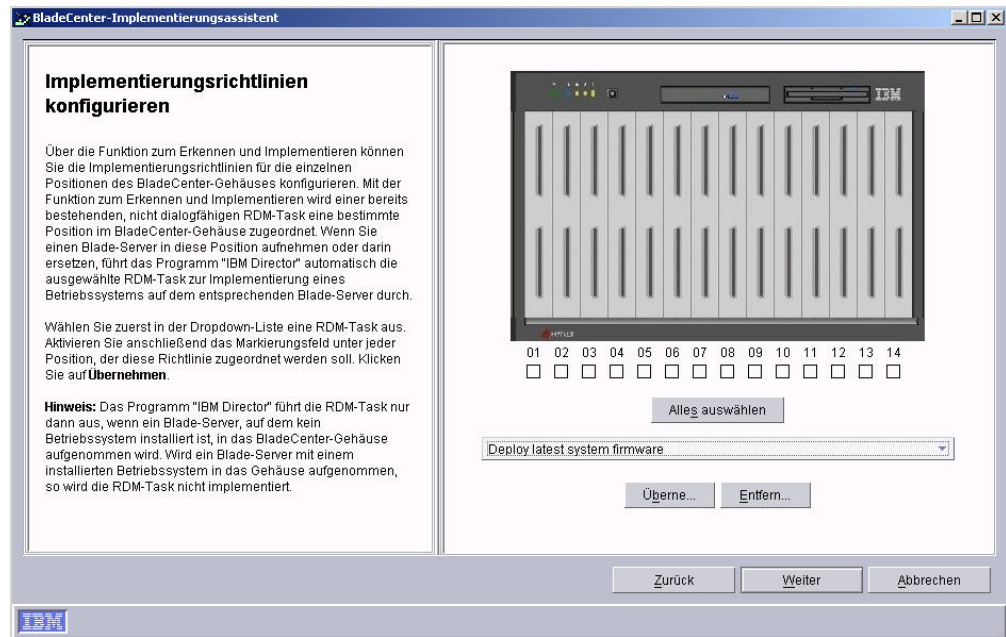 BladeCenter-Implementierungsassistent
Implementierungsrichtlinien
konfigurieren
Über die Funktion zum Erkennen und Implementieren können
Sie die Implementierungsrichtlinien für die einzelnen
Positionen des BladeCenter-Gehäuses konfigurieren. Mit der
Funktion zum Erkennen und Implementieren wird einer bereits
bestehenden, nicht dialogfähigen RDM-Task eine bestimmte
Position im BladeCenter-Gehäuse zugeordnet. Wenn Sie
einen Blade-Server in diese Position aufnehmen oder darin
ersetzen, führt das Programm "IBM Director" automatisch die
ausgewählte RDM-Task zur Implementierung eines
Betriebssystems auf dem entsprechenden Blade-Server durch.
Wählen Sie zuerst in der Dropdown-Liste eine RDM-Task aus.
Aktivieren Sie anschließend das Markierungsfeld unter jeder
Position, der diese Richtlinie zugeordnet werden soll. Klicken
Sie auf Übernehmen.
Hinweis: Das Programm "IBM Director" führt die RDM-Task nur
dann aus, wenn ein Blade-Server, auf dem kein
Betriebssystem installiert ist, in das BladeCenter-Gehäuse
aufgenommen wird. Wird ein Blade-Server mit einem
installierten Betriebssystem in das Gehäuse aufgenommen,
so wird die RDM-Task nicht implementiert.
IBM
01 02 03 04 05 06 07 08 09 10 11 12 13 14
Alles auswählen
Deploy latest system firmware
Überne... Entfern...
Zurück Weiter Abbrechen
IBM